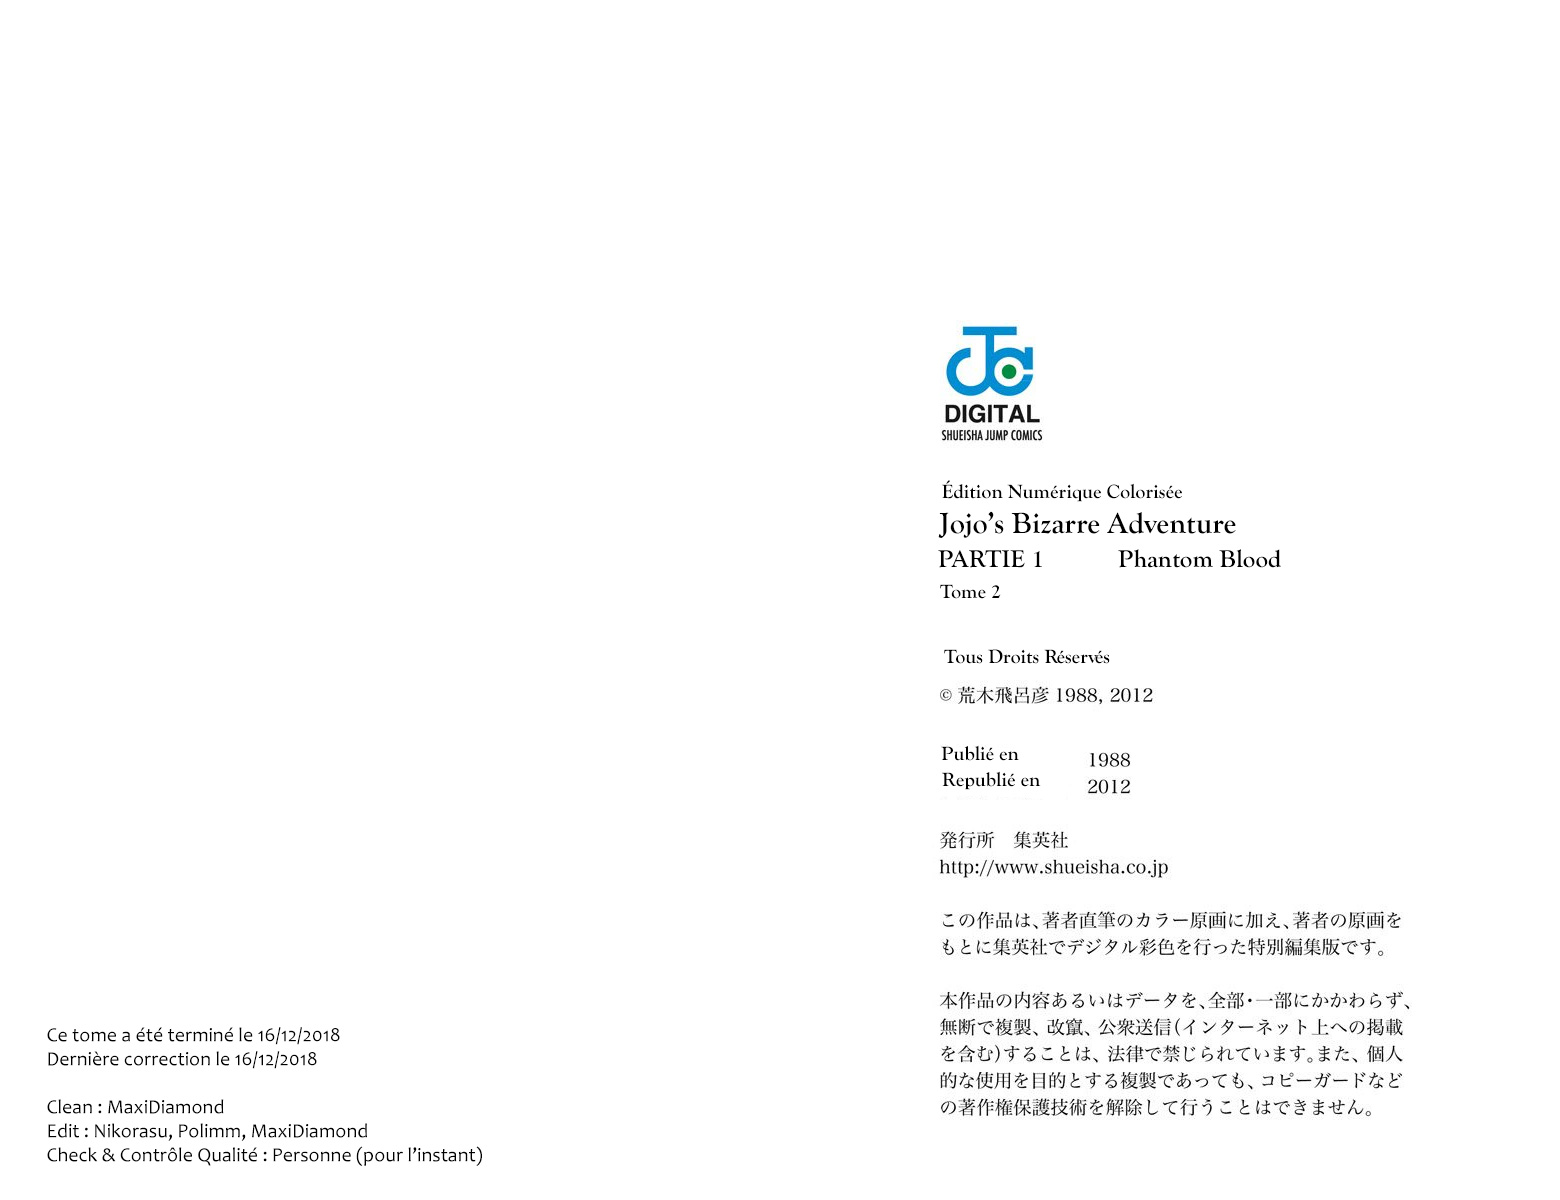 JC
DIGITAL
SHUEISHA JUMP COMICS
Édition Numérique Colorisée
Jojo's Bizarre Adventure
PARTIE 1 Phantom Blood
Tome 2
Tous Droits Réservés
© 荒木飛呂彦 1988, 2012
Publié en 1988
Republié en 2012
発行所 集英社
http://www.shueisha.co.jp
この作品は、著者直筆のカラー原画に加え、著者の原画を
もとに集英社でデジタル彩色を行った特別編集版です。
本作品の内容あるいはデータを、全部・一部にかかわらず、
無断で複製、改竄、公衆送信(インターネット上への掲載
を含む)することは、法律で禁じられています。また、個人
的な使用を目的とする複製であっても、コピーガードなど
の著作権保護技術を解除して行うことはできません。
Ce tome a été terminé le 16/12/2018
Dernière correction le 16/12/2018
Clean : MaxiDiamond
Edit : Nikorasu, Polimm, MaxiDiamond
Check & Contrôle Qualité : Personne (pour l'instant)